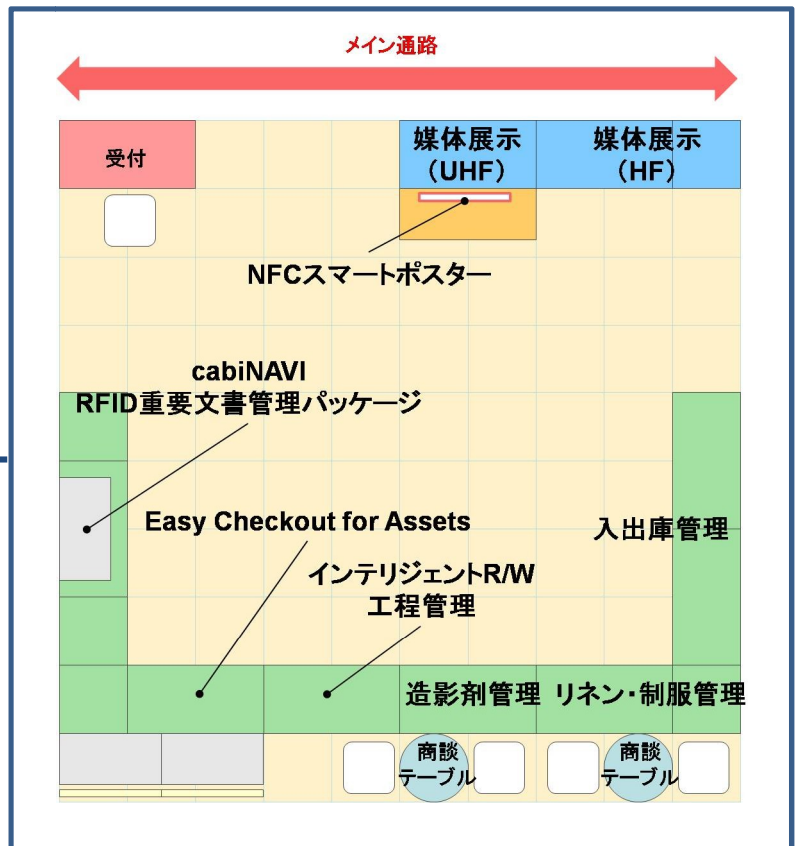 メイン通路
受付
媒体展示
（UHF）
媒体展示
（HF）
NFCスマートポスター
cabiNAVI
RFID重要文書管理パッケージ
Easy Checkout for Assets
入出庫管理
インテリジェントR/W
工程管理
造影剤管理
リネン・制服管理
商談
テーブル
商談
テーブル